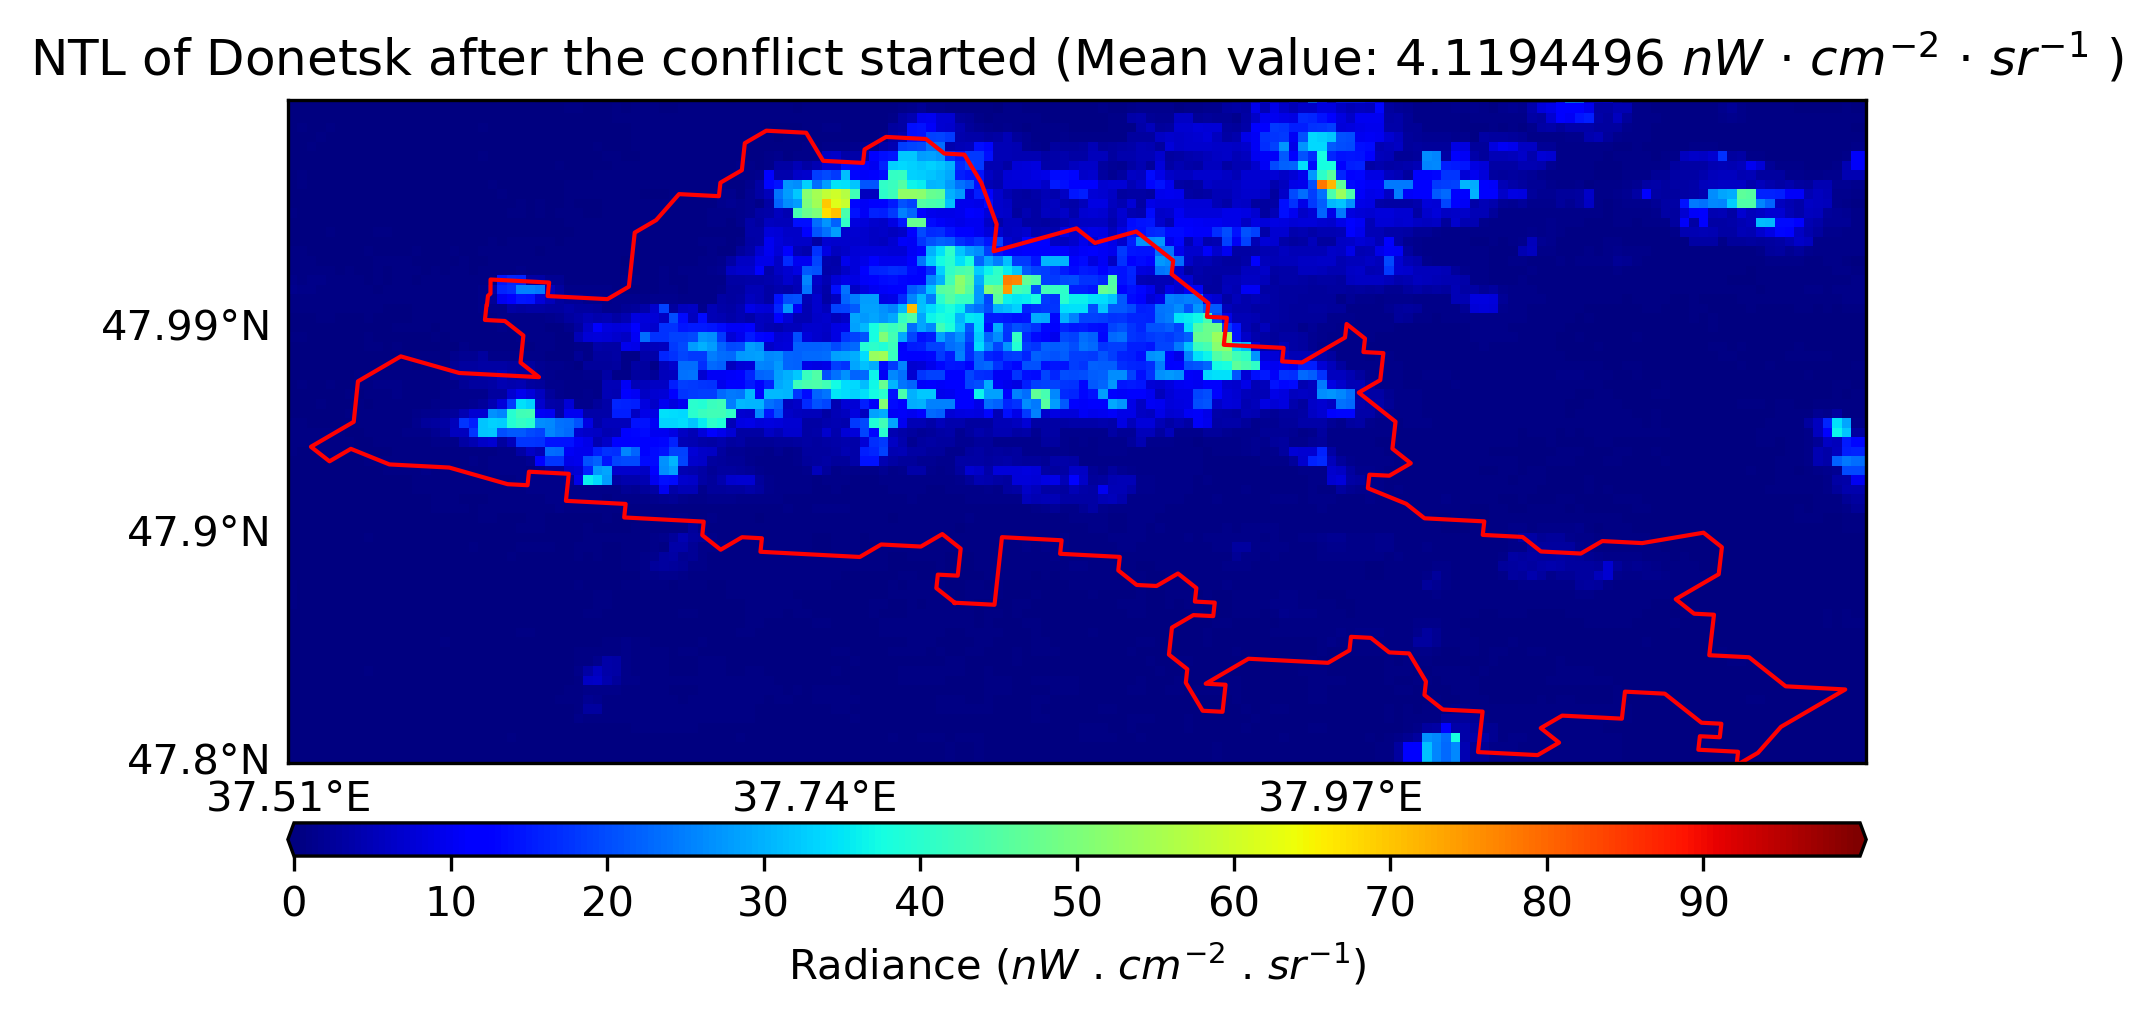 NTL of Donetsk after the conflict started (Mean value: 4.1194496 nW · cm⁻² · sr⁻¹ )
47.99°N
47.9°N
47.8°N
37.51°E 37.74°E 37.97°E
0 10 20 30 40 50 60 70 80 90
Radiance (nW . cm⁻² . sr⁻¹)